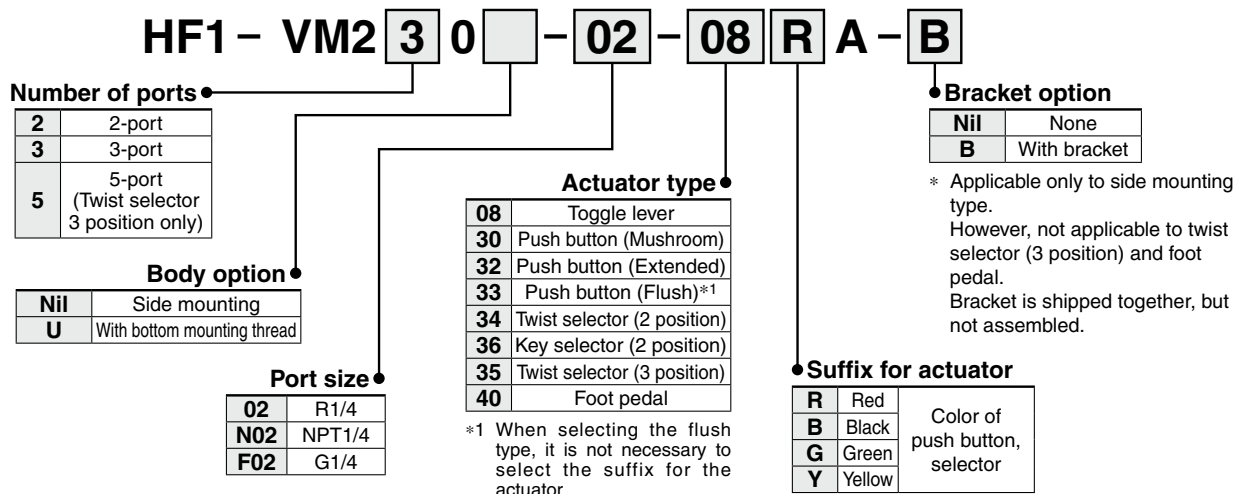 HF1 – VM2 3 0 – 02 – 08 R A – B
Number of ports
2 2-port
3 3-port
5 5-port
(Twist selector
3 position only)
Body option
Nil Side mounting
U With bottom mounting thread
Port size
02 R1/4
N02 NPT1/4
F02 G1/4
Actuator type
08 Toggle lever
30 Push button (Mushroom)
32 Push button (Extended)
33 Push button (Flush)*1
34 Twist selector (2 position)
36 Key selector (2 position)
35 Twist selector (3 position)
40 Foot pedal
*1 When selecting the flush
type, it is not necessary to
select the suffix for the
actuator
Bracket option
Nil None
B With bracket
* Applicable only to side mounting
type.
However, not applicable to twist
selector (3 position) and foot
pedal.
Bracket is shipped together, but
not assembled.
Suffix for actuator
R Red
B Black
G Green
Y Yellow
Color of
push button,
selector